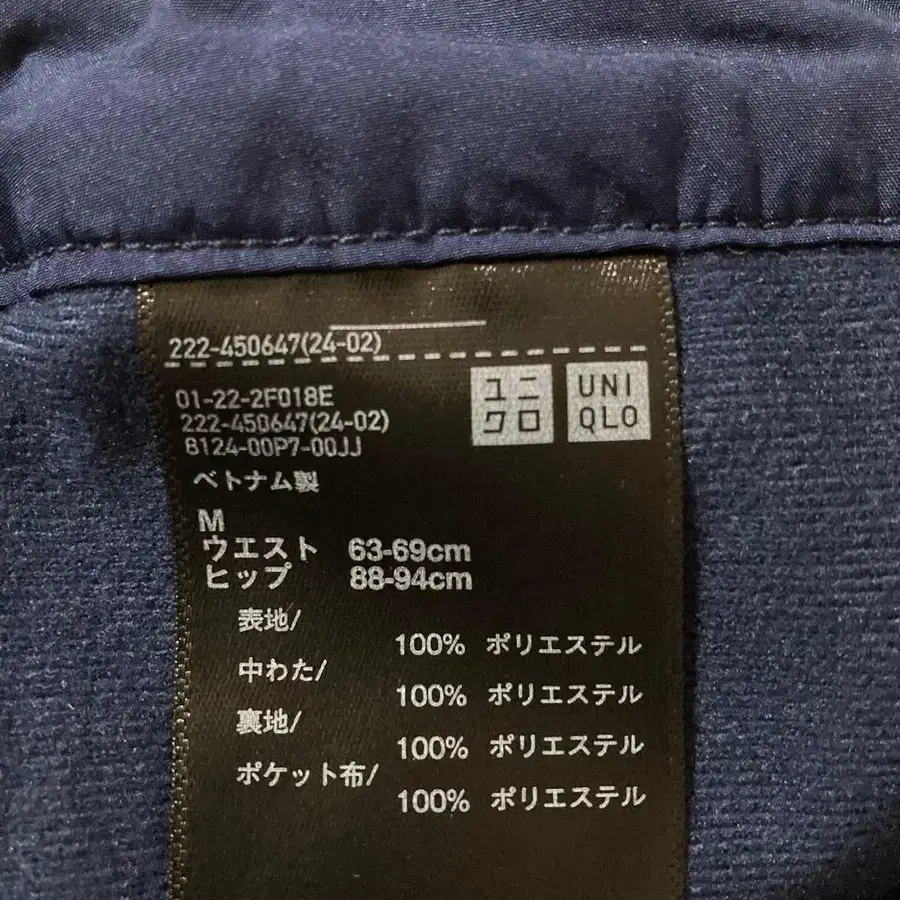 222-450647(24-02)
ユニ
クロ
UNI
QLO
01-22-2F018E
222-450647(24-02)
8124-00P7-00JJ
ベトナム製
M
ウエスト 63-69cm
ヒップ 88-94cm
表地/
100% ポリエステル
中わた/
100% ポリエステル
裏地/
100% ポリエステル
ポケット布/
100% ポリエステル